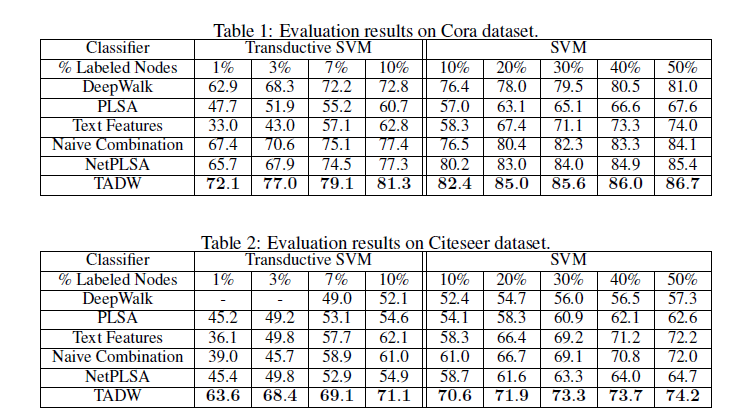 Table 1: Evaluation results on Cora dataset.
Classifier Transductive SVM SVM
% Labeled Nodes 1% 3% 7% 10% 10% 20% 30% 40% 50%
DeepWalk 62.9 68.3 72.2 72.8 76.4 78.0 79.5 80.5 81.0
PLSA 47.7 51.9 55.2 60.7 57.0 63.1 65.1 66.6 67.6
Text Features 33.0 43.0 57.1 62.8 58.3 67.4 71.1 73.3 74.0
Naive Combination 67.4 70.6 75.1 77.4 76.5 80.4 82.3 83.3 84.1
NetPLSA 65.7 67.9 74.5 77.3 80.2 83.0 84.0 84.9 85.4
TADW 72.1 77.0 79.1 81.3 82.4 85.0 85.6 86.0 86.7
Table 2: Evaluation results on Citeseer dataset.
Classifier Transductive SVM SVM
% Labeled Nodes 1% 3% 7% 10% 10% 20% 30% 40% 50%
DeepWalk - - 49.0 52.1 52.4 54.7 56.0 56.5 57.3
PLSA 45.2 49.2 53.1 54.6 54.1 58.3 60.9 62.1 62.6
Text Features 36.1 49.8 57.7 62.1 58.3 66.4 69.2 71.2 72.2
Naive Combination 39.0 45.7 58.9 61.0 61.0 66.7 69.1 70.8 72.0
NetPLSA 45.4 49.8 52.9 54.9 58.7 61.6 63.3 64.0 64.7
TADW 63.6 68.4 69.1 71.1 70.6 71.9 73.3 73.7 74.2